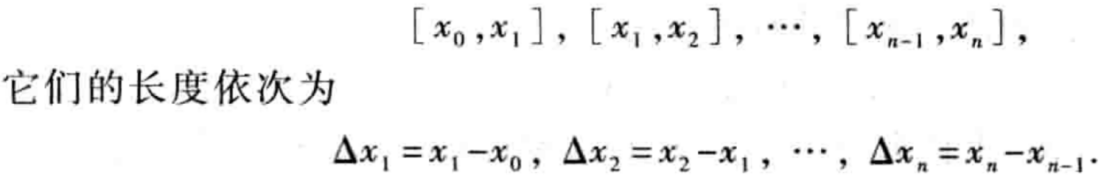 [x₀,x₁], [x₁,x₂], ⋯, [xₙ₋₁,xₙ],
它们的长度依次为
Δx₁=x₁-x₀, Δx₂=x₂-x₁, ⋯, Δxₙ=xₙ-xₙ₋₁.